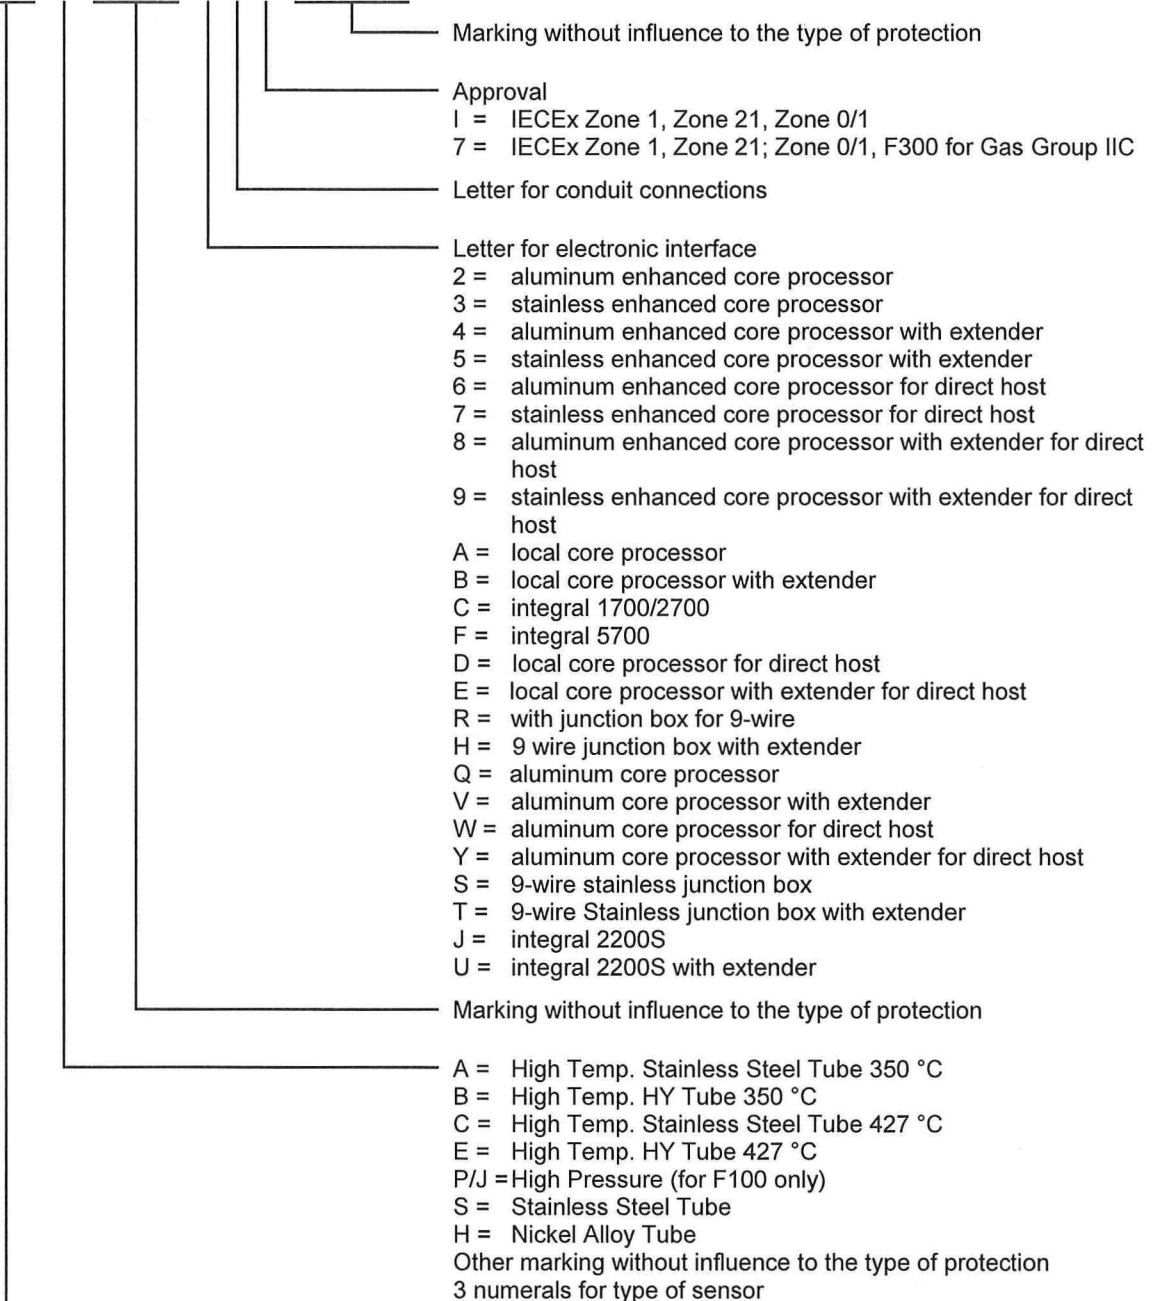 Marking without influence to the type of protection
Approval
I = IECEx Zone 1, Zone 21, Zone 0/1
7 = IECEx Zone 1, Zone 21; Zone 0/1, F300 for Gas Group IIC
Letter for conduit connections
Letter for electronic interface
2 = aluminum enhanced core processor
3 = stainless enhanced core processor
4 = aluminum enhanced core processor with extender
5 = stainless enhanced core processor with extender
6 = aluminum enhanced core processor for direct host
7 = stainless enhanced core processor for direct host
8 = aluminum enhanced core processor with extender for direct
host
9 = stainless enhanced core processor with extender for direct
host
A = local core processor
B = local core processor with extender
C = integral 1700/2700
F = integral 5700
D = local core processor for direct host
E = local core processor with extender for direct host
R = with junction box for 9-wire
H = 9 wire junction box with extender
Q = aluminum core processor
V = aluminum core processor with extender
W = aluminum core processor for direct host
Y = aluminum core processor with extender for direct host
S = 9-wire stainless junction box
T = 9-wire Stainless junction box with extender
J = integral 2200S
U = integral 2200S with extender
Marking without influence to the type of protection
A = High Temp. Stainless Steel Tube 350 °C
B = High Temp. HY Tube 350 °C
C = High Temp. Stainless Steel Tube 427 °C
E = High Temp. HY Tube 427 °C
P/J = High Pressure (for F100 only)
S = Stainless Steel Tube
H = Nickel Alloy Tube
Other marking without influence to the type of protection
3 numerals for type of sensor